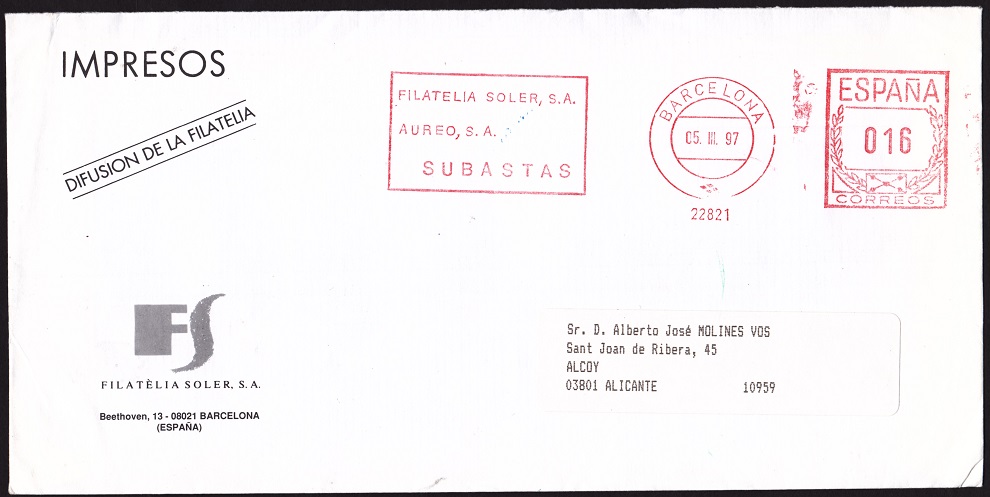 IMPRESOS
DIFUSION DE LA FILATELIA
FILATELIA SOLER, S.A.
AUREO, S.A.
SUBASTAS
BARCELONA
05. III. 97
22821
ESPAÑA
016
CORREOS
FS
FILATÈLIA SOLER, S.A.
Beethoven, 13 - 08021 BARCELONA
(ESPAÑA)
Sr. D. Alberto José MOLINES VOS
Sant Joan de Ribera, 45
ALCOY
03801 ALICANTE 10959